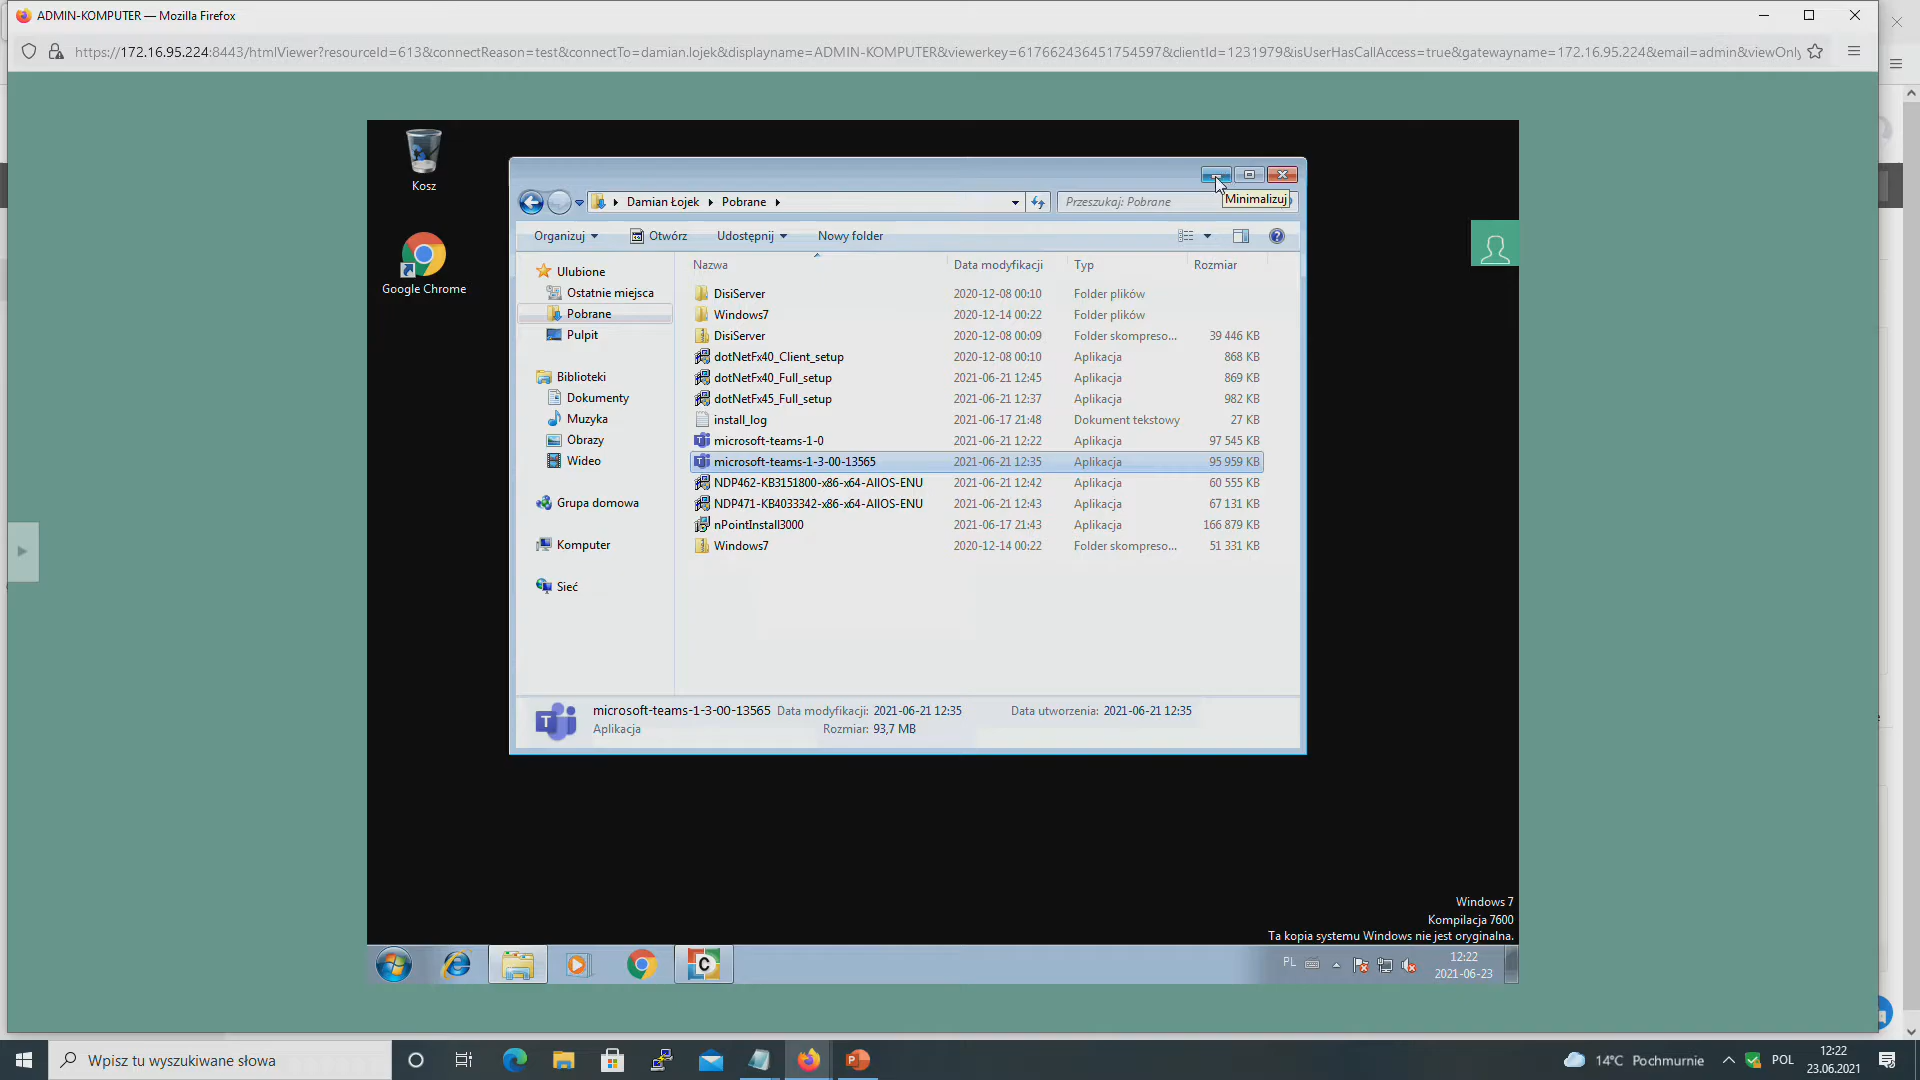 ADMIN-KOMPUTER — Mozilla Firefox
https://172.16.95.224:8443/htmlViewer?resourceId=613&connectReason=test&connectTo=damian.lojek&displayname=ADMIN-KOMPUTER&viewerkey=617662436451754597&clientId=1231979&isUserHasCallAccess=true&gatewayname=172.16.95.224&email=admin&viewOnly
Kosz
Google Chrome
Damian Łojek Pobrane
Przeszukaj: Pobrane
Minimalizuj
Organizuj Otwórz Udostępnij Nowy folder
Nazwa Data modyfikacji Typ Rozmiar
Ulubione
Ostatnie miejsca
Pobrane
Pulpit
Biblioteki
Dokumenty
Muzyka
Obrazy
Wideo
Grupa domowa
Komputer
Sieć
DisiServer 2020-12-08 00:10 Folder plików
Windows7 2020-12-14 00:22 Folder plików
DisiServer 2020-12-08 00:09 Folder skompreso... 39 446 KB
dotNetFx40_Client_setup 2020-12-08 00:10 Aplikacja 868 KB
dotNetFx40_Full_setup 2021-06-21 12:45 Aplikacja 869 KB
dotNetFx45_Full_setup 2021-06-21 12:37 Aplikacja 982 KB
install_log 2021-06-17 21:48 Dokument tekstowy 27 KB
microsoft-teams-1-0 2021-06-21 12:22 Aplikacja 97 545 KB
microsoft-teams-1-3-00-13565 2021-06-21 12:35 Aplikacja 95 959 KB
NDP462-KB3151800-x86-x64-AllOS-ENU 2021-06-21 12:42 Aplikacja 60 555 KB
NDP471-KB4033342-x86-x64-AllOS-ENU 2021-06-21 12:43 Aplikacja 67 131 KB
nPointInstall3000 2021-06-17 21:43 Aplikacja 166 879 KB
Windows7 2020-12-14 00:22 Folder skompreso... 51 331 KB
microsoft-teams-1-3-00-13565 Data modyfikacji: 2021-06-21 12:35 Data utworzenia: 2021-06-21 12:35
Aplikacja Rozmiar: 93,7 MB
Windows 7
Kompilacja 7600
Ta kopia systemu Windows nie jest oryginalna.
PL
12:22
2021-06-23
Wpisz tu wyszukiwane słowa
14°C Pochmurnie
POL
12:22
23.06.2021